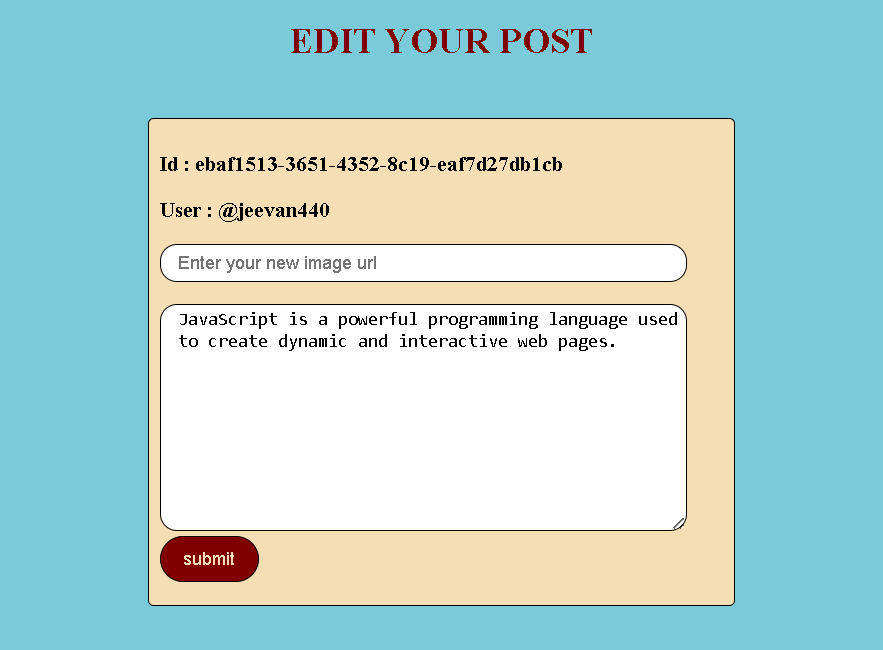 EDIT YOUR POST
Id : ebaf1513-3651-4352-8c19-eaf7d27db1cb
User : @jeevan440
Enter your new image url
JavaScript is a powerful programming language used
to create dynamic and interactive web pages.
submit